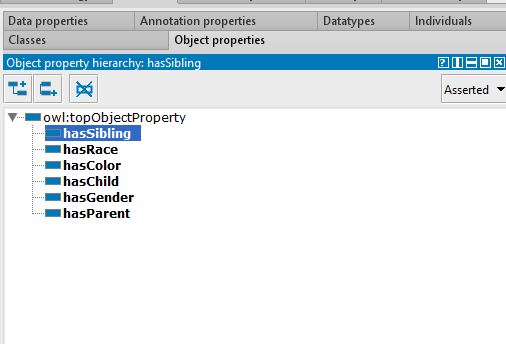 Data properties Annotation properties Datatypes Individuals
Classes Object properties
Object property hierarchy: hasSibling
Asserted
owl:topObjectProperty
hasSibling
hasRace
hasColor
hasChild
hasGender
hasParent